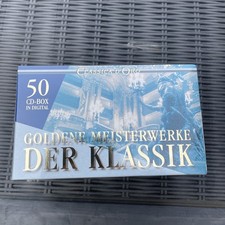 50
CD-BOX
IN DIGITAL
GOLDENE MEISTERWERKE
DER KLASSIK